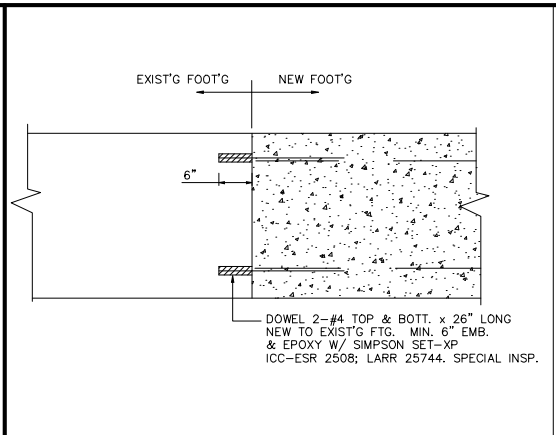 EXIST'G FOOT'G NEW FOOT'G
6"
DOWEL 2-#4 TOP & BOTT. x 26" LONG
NEW TO EXIST'G FTG. MIN. 6" EMB.
& EPOXY W/ SIMPSON SET-XP
ICC-ESR 2508; LARR 25744. SPECIAL INSP.